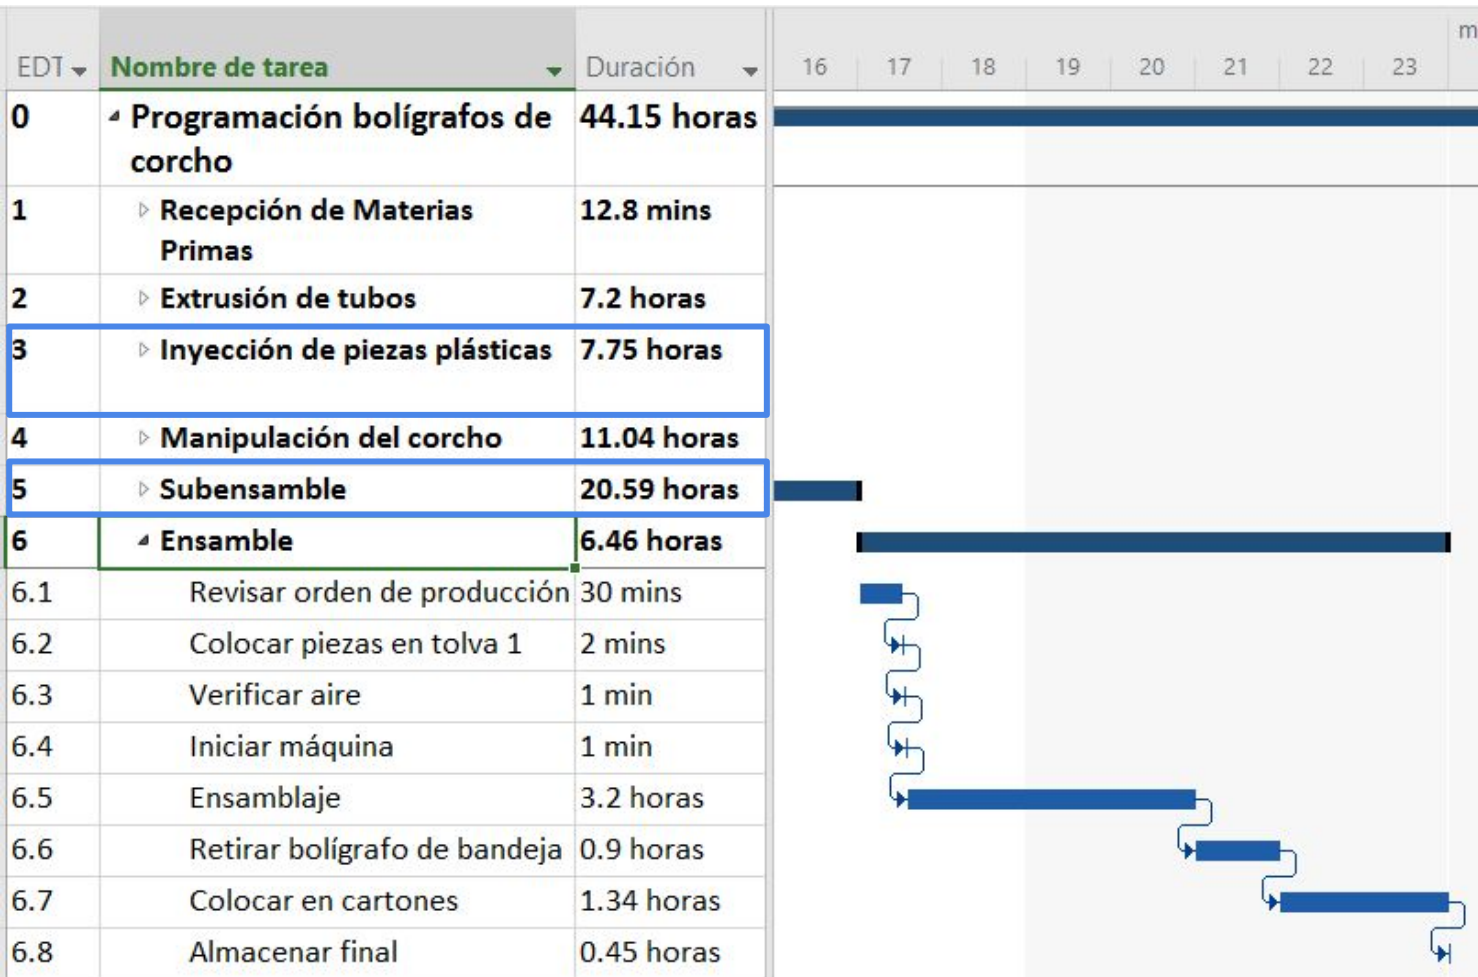 m
EDT Nombre de tarea Duración 16 17 18 19 20 21 22 23
0 Programación bolígrafos de 44.15 horas
corcho
1 Recepción de Materias 12.8 mins
Primas
2 Extrusión de tubos 7.2 horas
3 Inyección de piezas plásticas 7.75 horas
4 Manipulación del corcho 11.04 horas
5 Subensamble 20.59 horas
6 Ensamble 6.46 horas
6.1 Revisar orden de producción 30 mins
6.2 Colocar piezas en tolva 1 2 mins
6.3 Verificar aire 1 min
6.4 Iniciar máquina 1 min
6.5 Ensamblaje 3.2 horas
6.6 Retirar bolígrafo de bandeja 0.9 horas
6.7 Colocar en cartones 1.34 horas
6.8 Almacenar final 0.45 horas